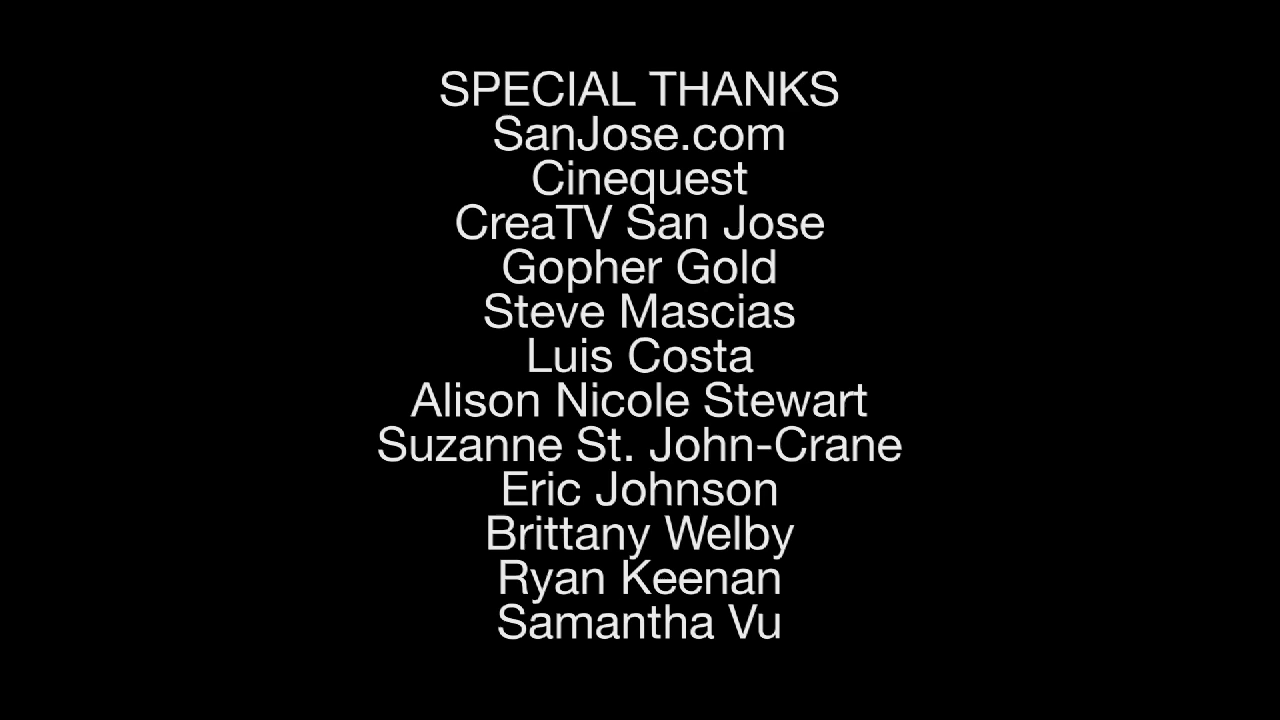 SPECIAL THANKS
SanJose.com
Cinequest
CreaTV San Jose
Gopher Gold
Steve Mascias
Luis Costa
Alison Nicole Stewart
Suzanne St. John-Crane
Eric Johnson
Brittany Welby
Ryan Keenan
Samantha Vu